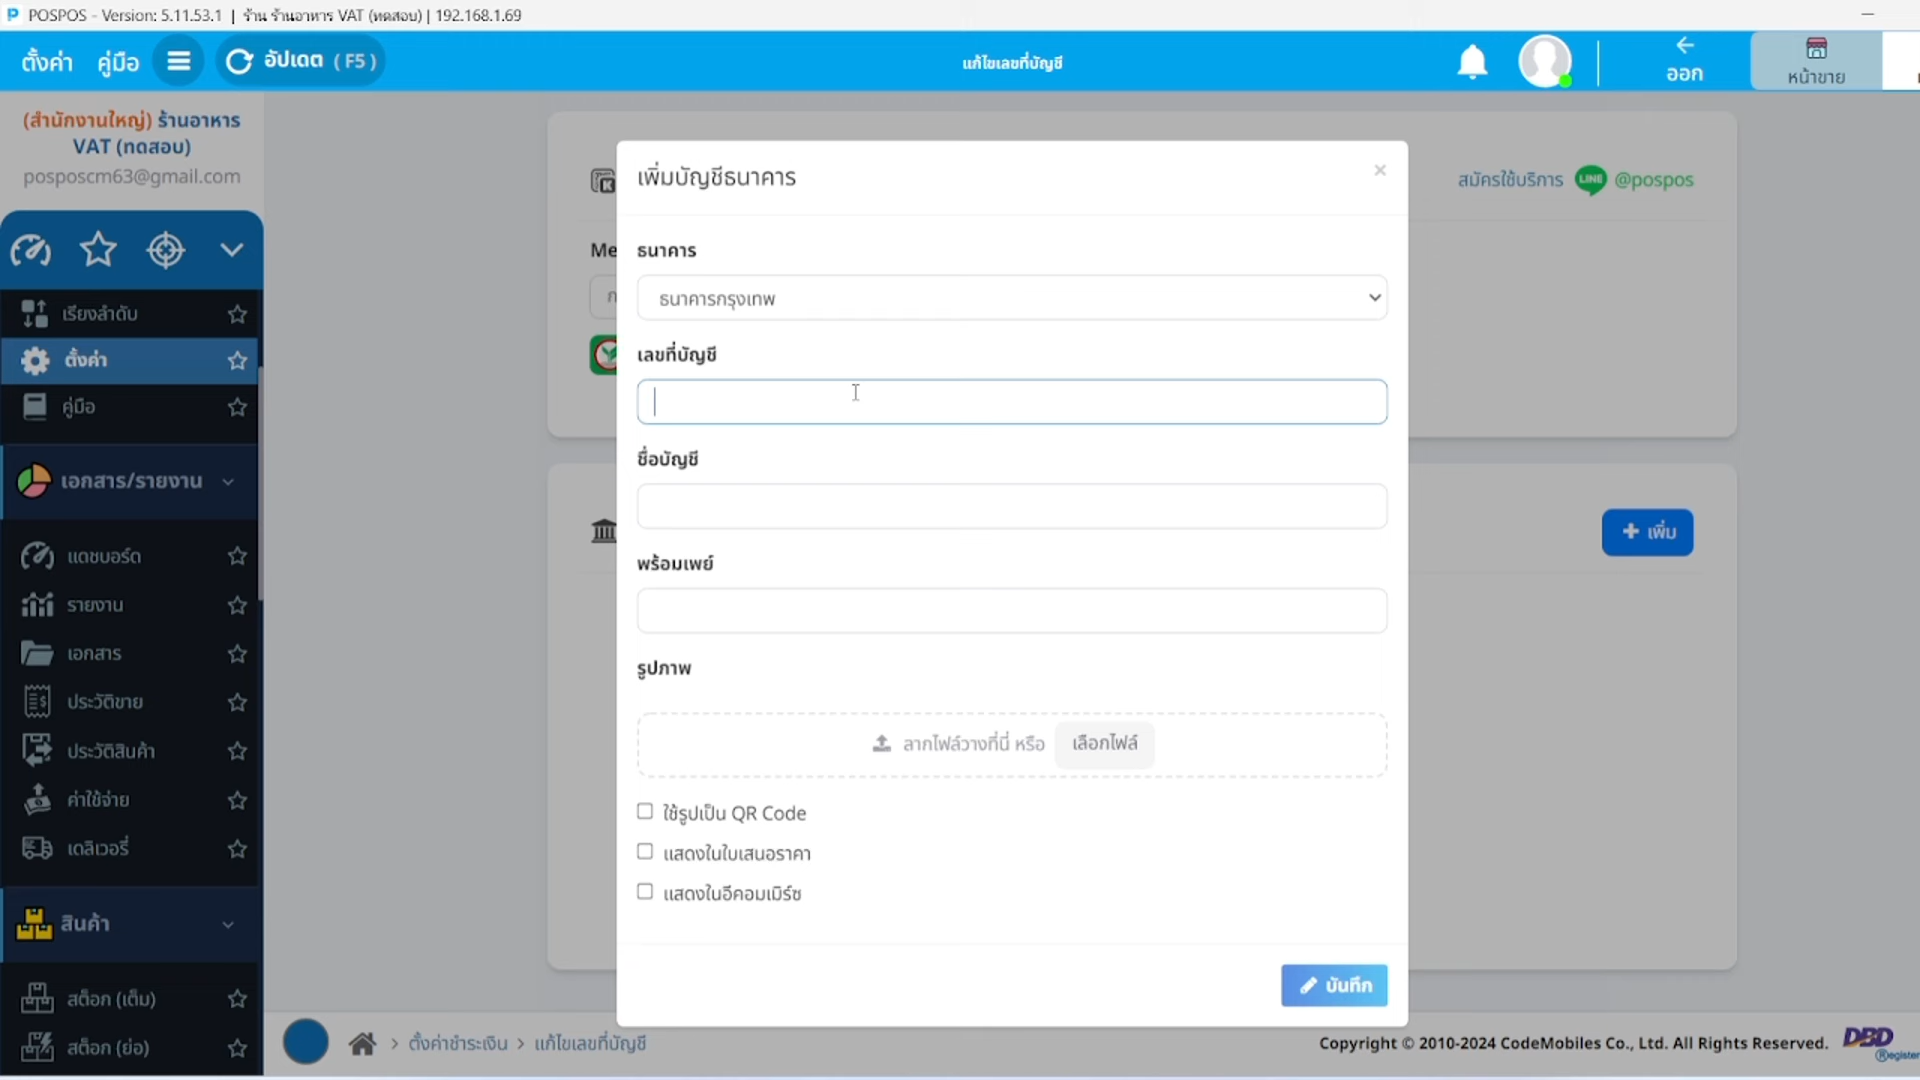 POSPOS - Version: 5.11.53.1 | ร้าน ร้านอาหาร VAT (ทดสอบ) | 192.168.1.69
ตั้งค่า คู่มือ อัปเดต ( F5 )
แก้ไขเลขที่บัญชี
ออก
หน้าขาย
(สำนักงานใหญ่) ร้านอาหาร
VAT (ทดสอบ)
posposcm63@gmail.com
เรียงลำดับ
ตั้งค่า
คู่มือ
เอกสาร/รายงาน
แดชบอร์ด
รายงาน
เอกสาร
ประวัติขาย
ประวัติสินค้า
ค่าใช้จ่าย
เดลิเวอรี่
สินค้า
สต็อก (เต็ม)
สต็อก (ย่อ)
สมัครใช้บริการ LINE @pospos
Me
+ เพิ่ม
เพิ่มบัญชีธนาคาร
×
ธนาคาร
ธนาคารกรุงเทพ
เลขที่บัญชี
ชื่อบัญชี
พร้อมเพย์
รูปภาพ
ลากไฟล์วางที่นี่ หรือ เลือกไฟล์
ใช้รูปเป็น QR Code
แสดงในใบเสนอราคา
แสดงในอีคอมเมิร์ซ
บันทึก
> ตั้งค่าชำระเงิน > แก้ไขเลขที่บัญชี
Copyright © 2010-2024 CodeMobiles Co., Ltd. All Rights Reserved.
DBD
Register